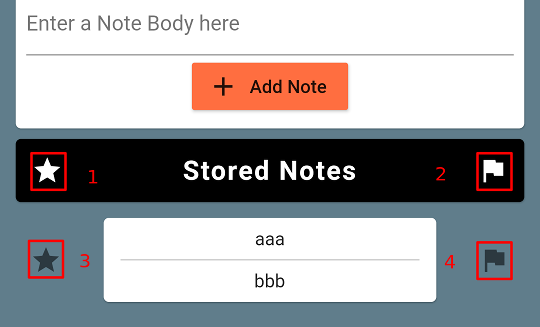 Enter a Note Body here
+ Add Note
1 Stored Notes 2
3 aaa 4
bbb